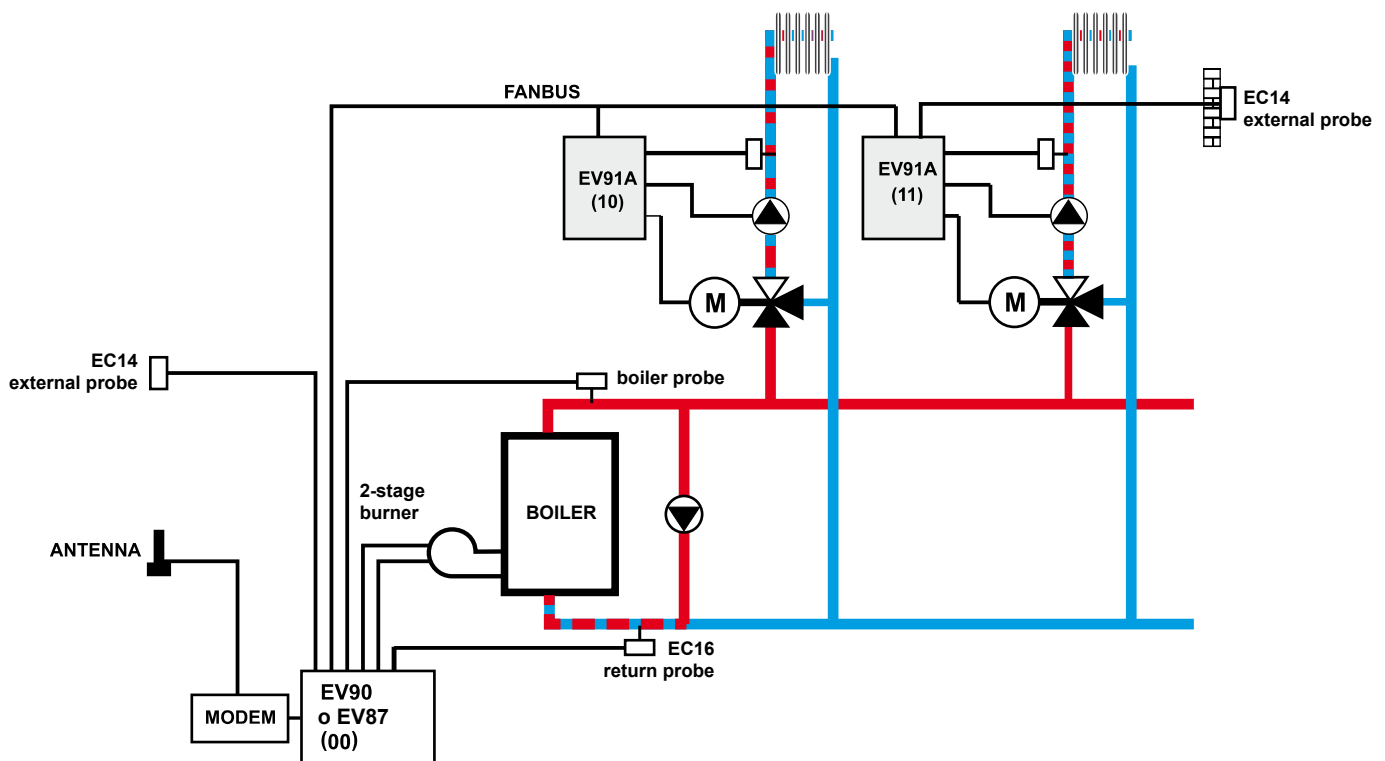 FANBUS
EC14
external probe
EV91A
(10)
EV91A
(11)
M
M
EC14
external probe
boiler probe
2-stage
burner
BOILER
ANTENNA
EC16
return probe
MODEM
EV90
o EV87
(00)